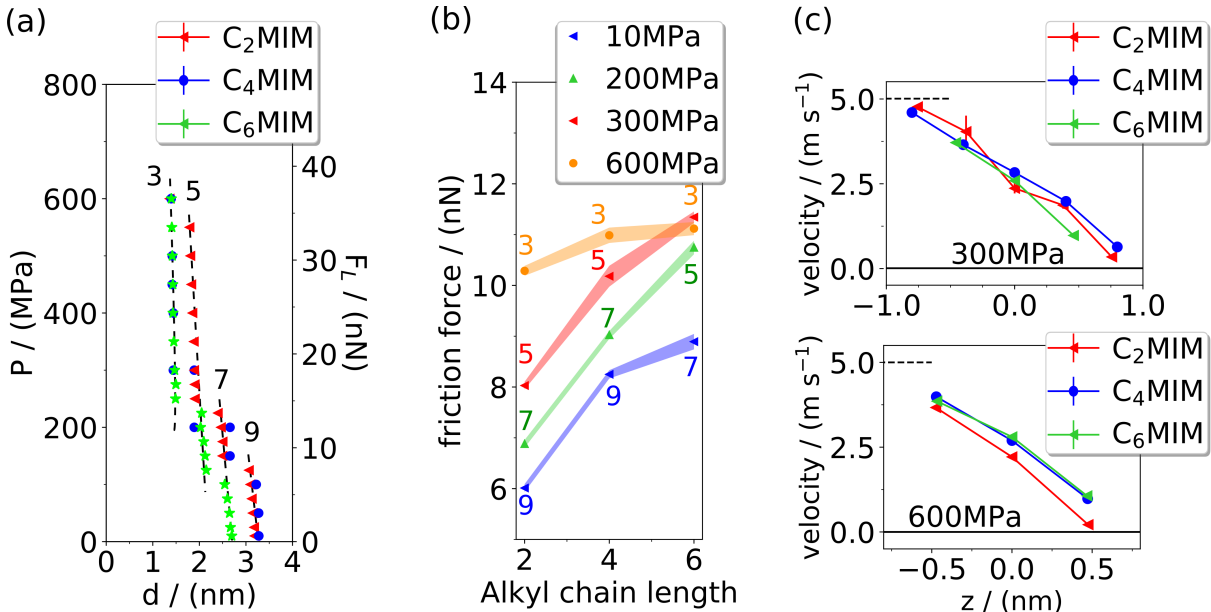 (a)
C₂MIM
C₄MIM
C₆MIM
800
600
400
200
0
P / (MPa)
0 1 2 3 4
d / (nm)
40
30
20
10
0
F_L / (nN)
3
5
7
9
(b)
10MPa
200MPa
300MPa
600MPa
14
12
10
8
6
friction force / (nN)
2 4 6
Alkyl chain length
3 3 3
5 5 5
7 7 7
9 9
(c)
C₂MIM
C₄MIM
C₆MIM
5.0
2.5
0.0
velocity / (m s⁻¹)
300MPa
−1.0 0.0 1.0
C₂MIM
C₄MIM
C₆MIM
5.0
2.5
0.0
velocity / (m s⁻¹)
600MPa
−0.5 0.0 0.5
z / (nm)